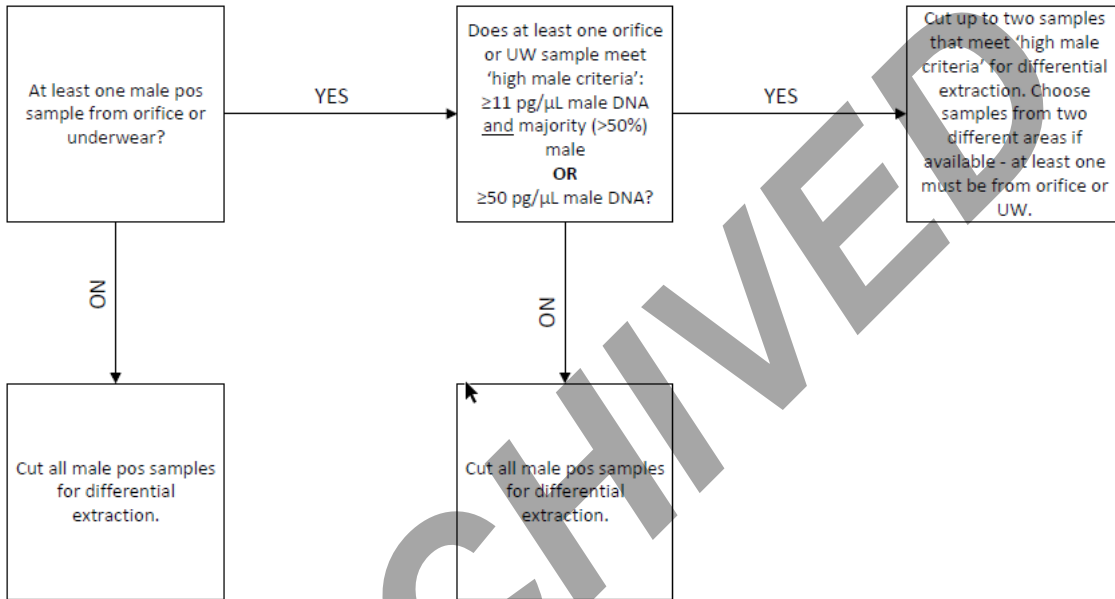 At least one male pos
sample from orifice or
underwear?
YES
Does at least one orifice
or UW sample meet
‘high male criteria’:
≥11 pg/µL male DNA
and majority (>50%)
male
OR
≥50 pg/µL male DNA?
YES
Cut up to two samples
that meet ‘high male
criteria’ for differential
extraction. Choose
samples from two
different areas if
available - at least one
must be from orifice or
UW.
NO
NO
Cut all male pos samples
for differential
extraction.
Cut all male pos samples
for differential
extraction.
CHIVED